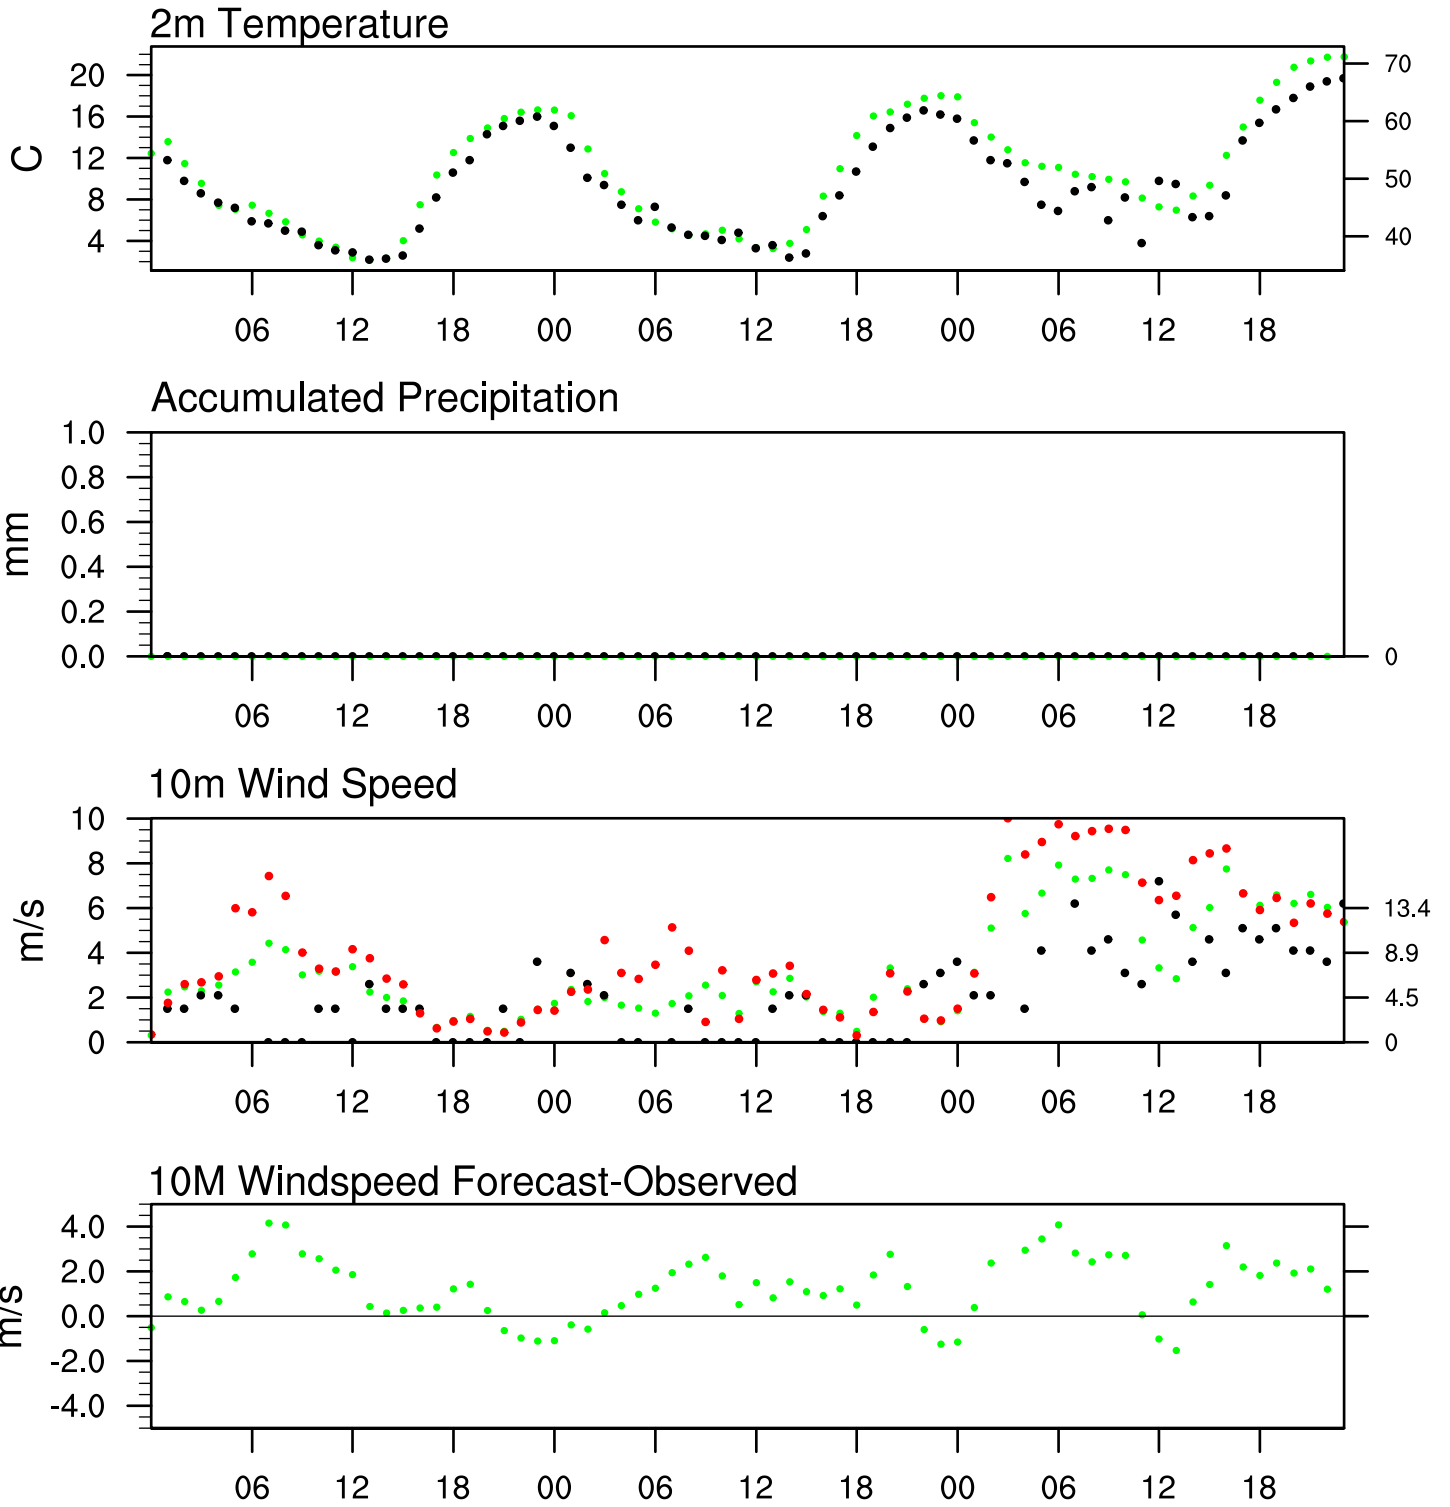 2m Temperature
20
16
12
8
4
C
70
60
50
40
06 12 18 00 06 12 18 00 06 12 18
Accumulated Precipitation
1.0
0.8
0.6
0.4
0.2
0.0
mm
0
06 12 18 00 06 12 18 00 06 12 18
10m Wind Speed
10
8
6
4
2
0
m/s
13.4
8.9
4.5
0
06 12 18 00 06 12 18 00 06 12 18
10M Windspeed Forecast-Observed
4.0
2.0
0.0
-2.0
-4.0
m/s
06 12 18 00 06 12 18 00 06 12 18